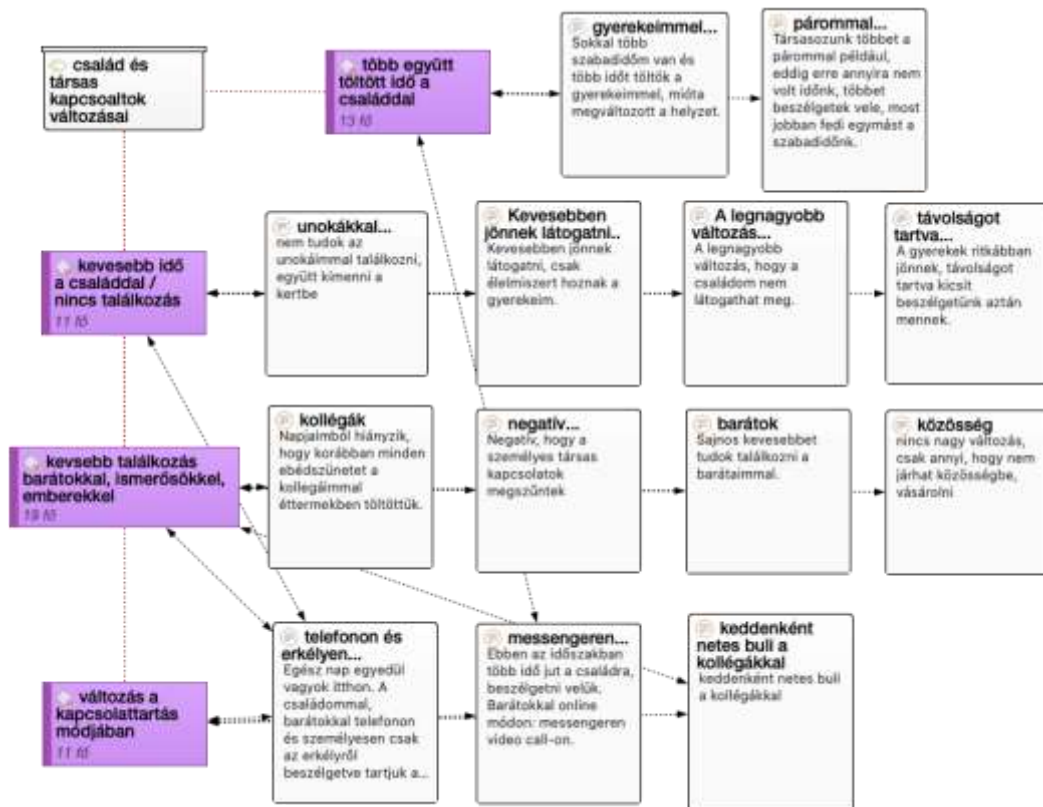 család és
társas
kapcsoaltok
változásai
több együtt
töltött idő a
családdal
13 fő
gyerekeimmel...
Sokkal több
szabadidőm van és
több időt töltök a
gyerekeimmel, mióta
megváltozott a helyzet.
párommal...
Társasozunk többet a
párommal például,
eddig erre annyira nem
volt időnk, többet
beszélgetek vele, most
jobban fedi egymást a
szabadidőnk.
kevesebb idő
a családdal /
nincs találkozás
11 fő
unokákkal...
nem tudok az
unokáimmal találkozni,
együtt kimenni a
kertbe
Kevesebben
jönnek látogatni..
Kevesebben jönnek
látogatni, csak
élelmiszert hoznak a
gyerekeim.
A legnagyobb
változás...
A legnagyobb
változás, hogy a
családom nem
látogathat meg.
távolságot
tartva...
A gyerekek ritkábban
jönnek, távolságot
tartva kicsit
beszélgetünk aztán
mennek.
kevsebb találkozás
barátokkal, ismerősökkel,
emberekkel
19 fő
kollégák
Napjaimból hiányzik,
hogy korábban minden
ebédszünetet a
kollégáimmal
éttermekben töltöttük.
negatív...
Negatív, hogy a
személyes társas
kapcsolatok
megszűntek
barátok
Sajnos kevesebbet
tudok találkozni a
barátaimmal.
közösség
nincs nagy változás,
csak annyi, hogy nem
járhat közösségbe,
vásárolni
változás a
kapcsolattartás
módjában
11 fő
telefonon és
erkélyen...
Egész nap egyedül
vagyok itthon. A
családommal,
barátokkal telefonon
és személyesen csak
az erkélyről
beszélgetve tartjuk a...
messengeren...
Ebben az időszakban
több idő jut a családra,
beszélgetni velük.
Barátokkal online
módon: messengeren
video call-on.
keddenként
netes buli a
kollégákkal
keddenként netes buli
a kollégákkal